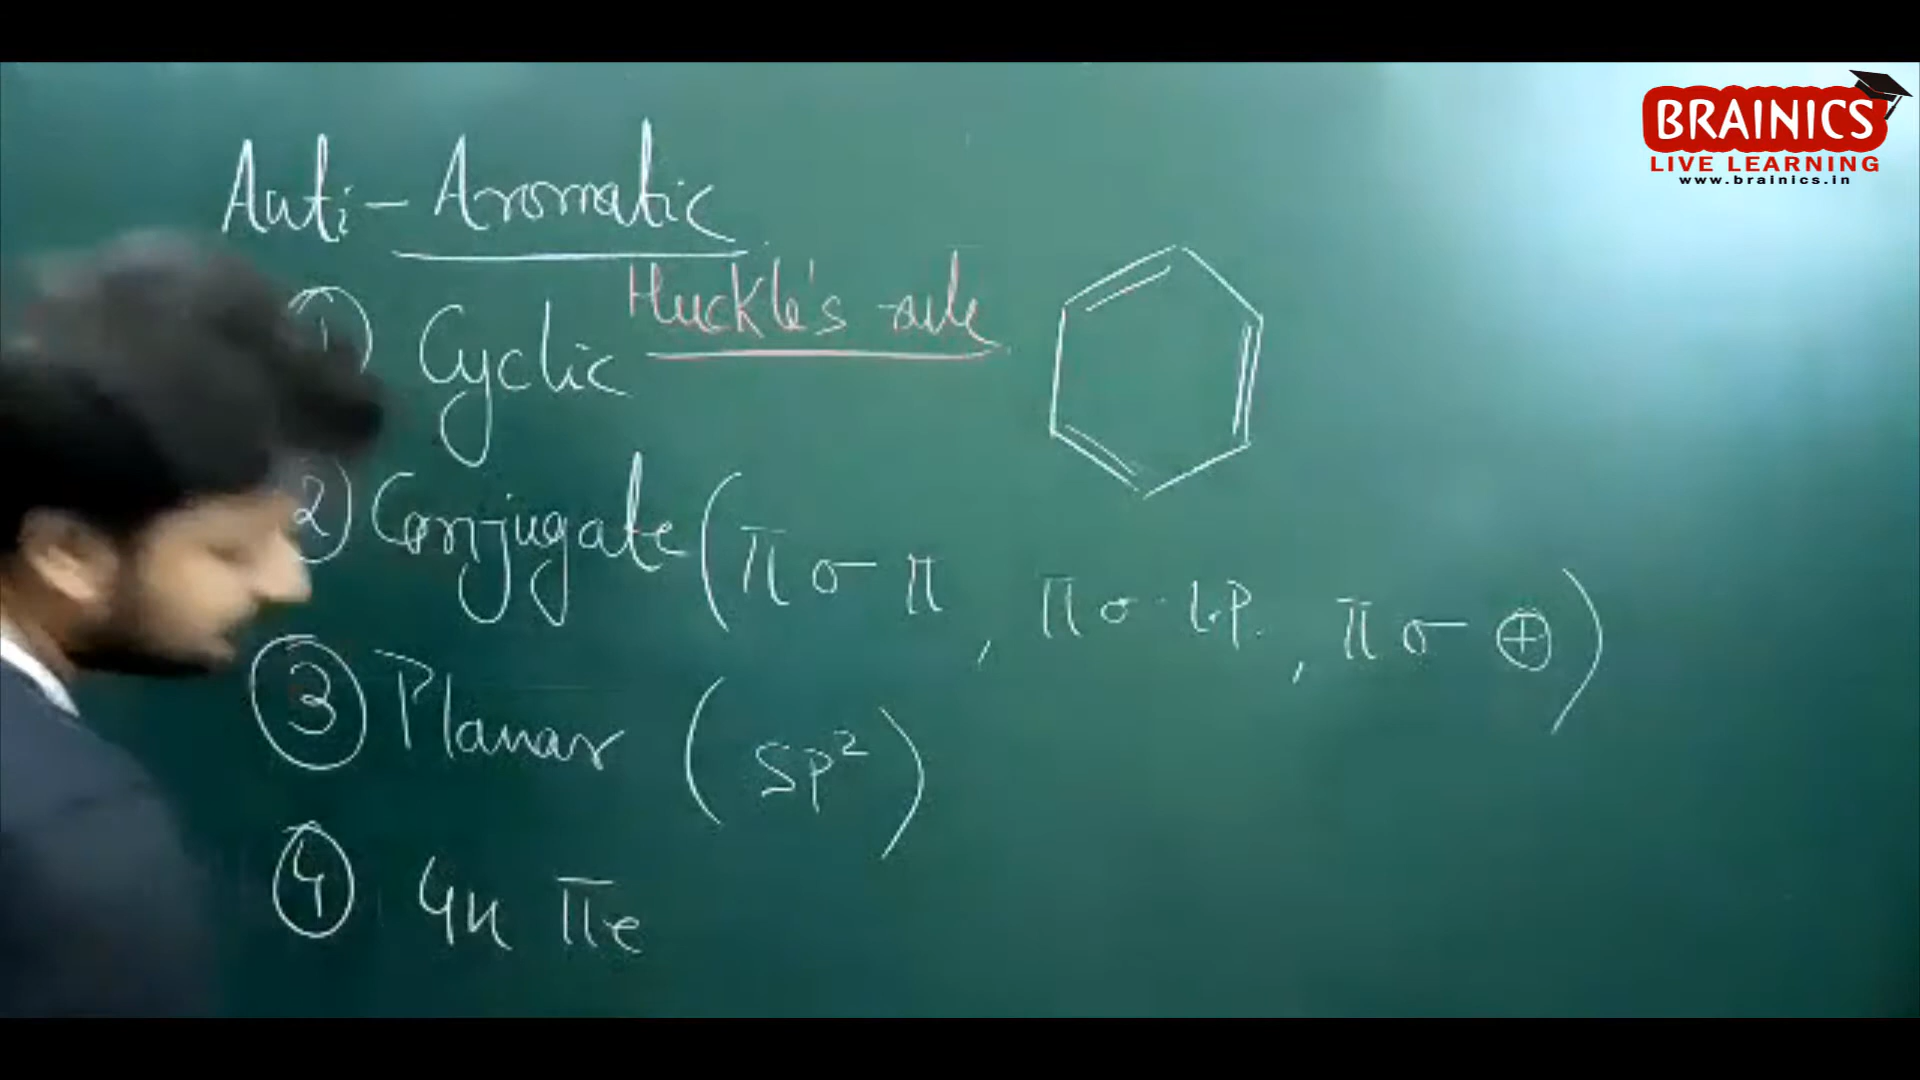 BRAINICS
LIVE LEARNING
www.brainics.in
Anti-Aromatic
Huckle's rule
1 Cyclic
2 Conjugate (π σ π, π σ l.p., π σ ⊕)
3 Planar (sp²)
4 4n πe